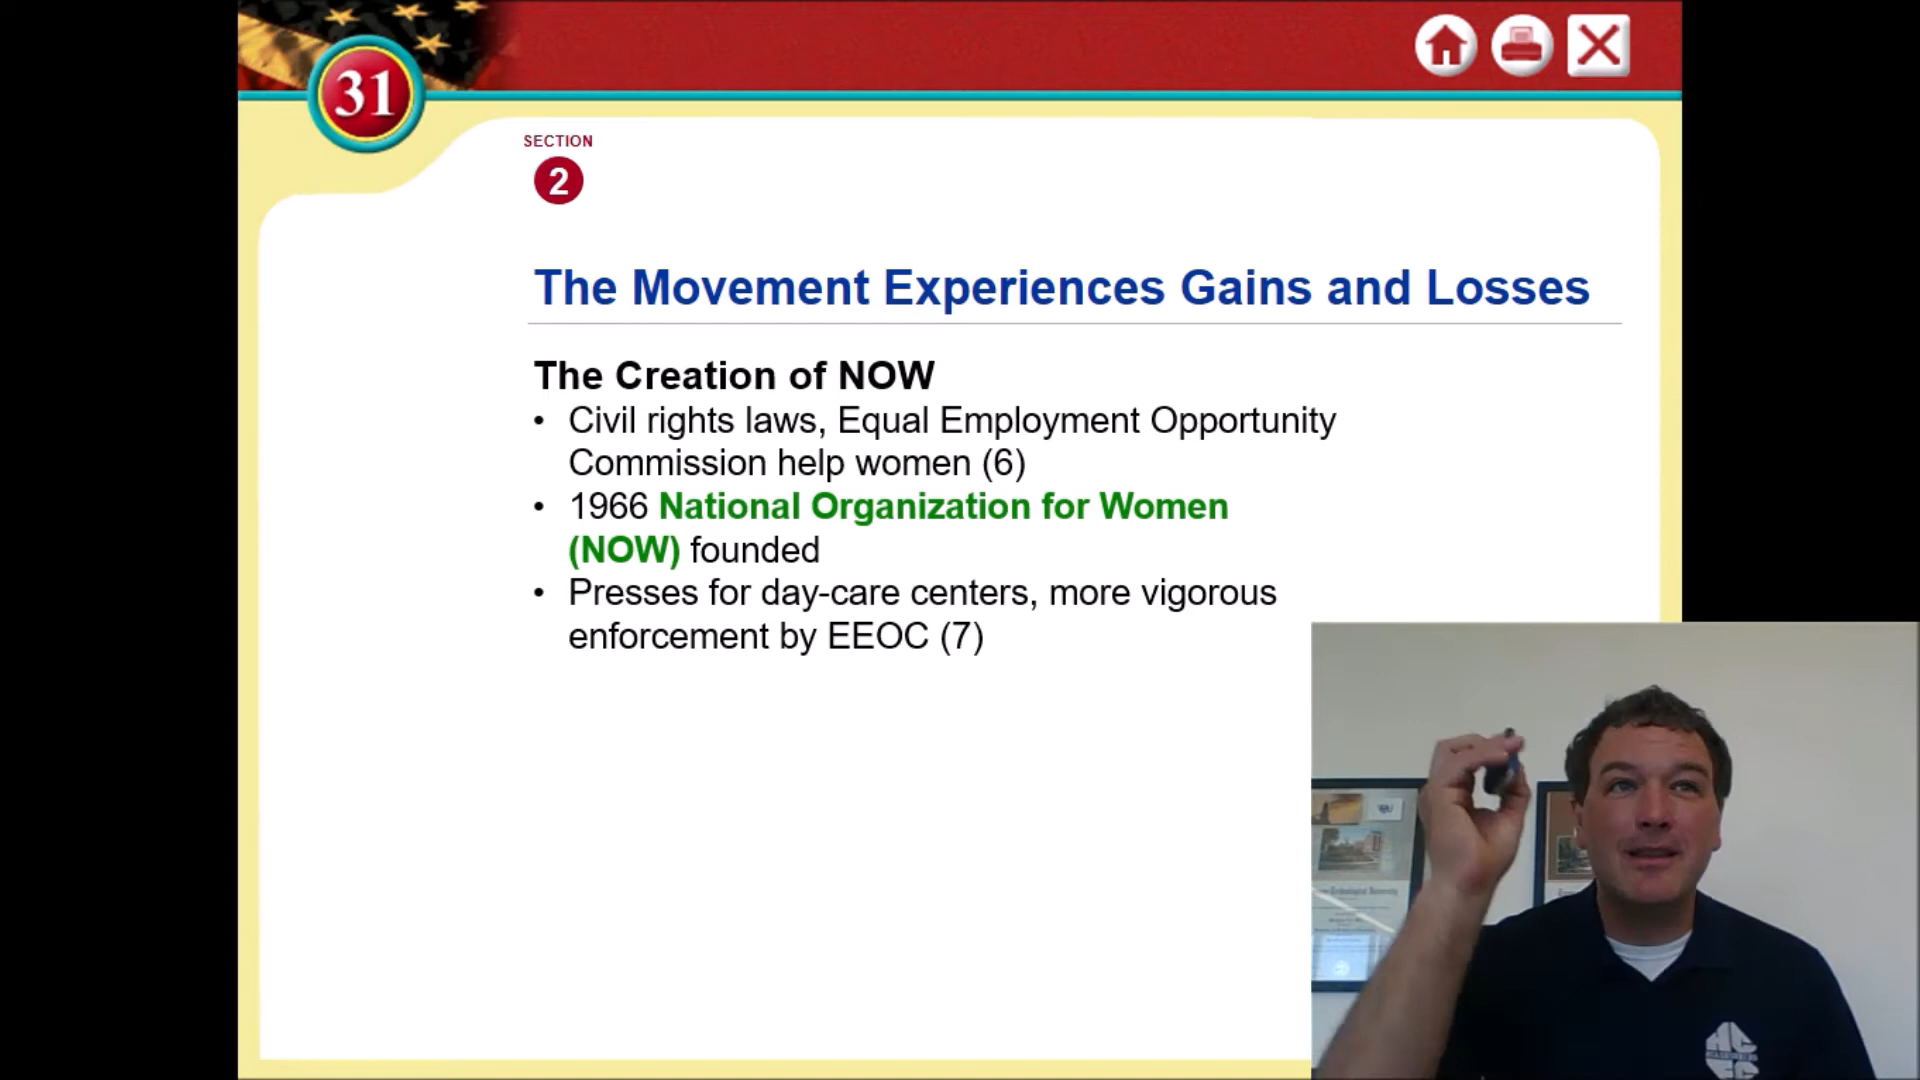 31
SECTION
2
The Movement Experiences Gains and Losses
The Creation of NOW
• Civil rights laws, Equal Employment Opportunity
Commission help women (6)
• 1966 National Organization for Women
(NOW) founded
• Presses for day-care centers, more vigorous
enforcement by EEOC (7)